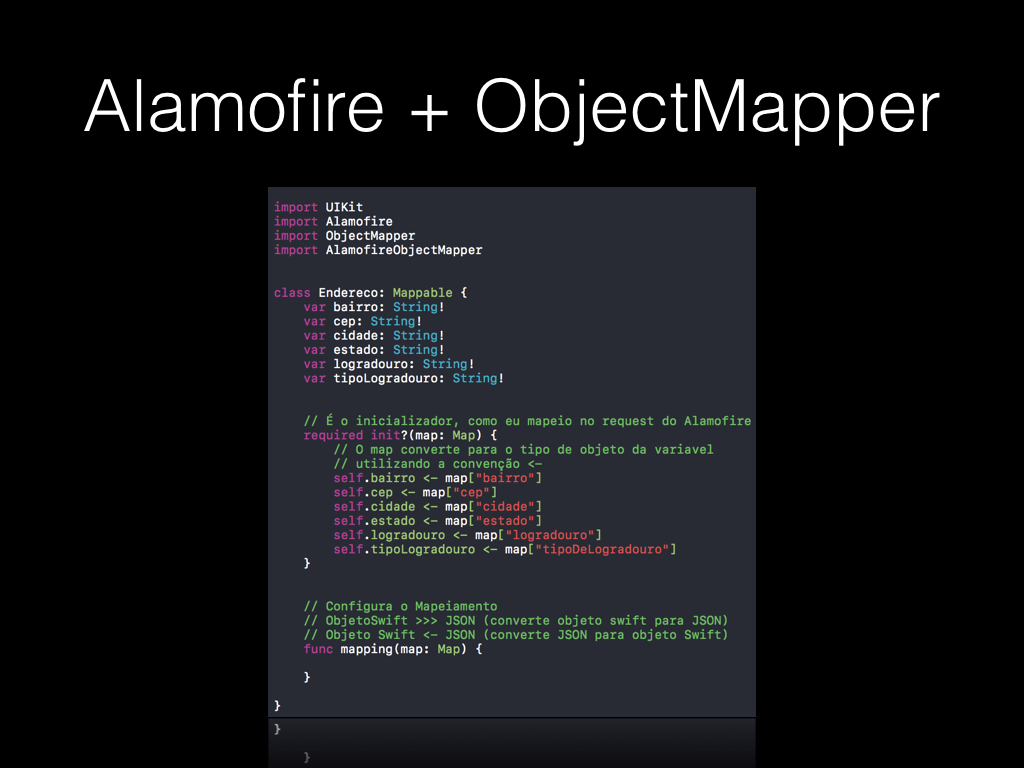 Alamofire + ObjectMapper
import UIKit
import Alamofire
import ObjectMapper
import AlamofireObjectMapper
class Endereco: Mappable {
var bairro: String!
var cep: String!
var cidade: String!
var estado: String!
var logradouro: String!
var tipoLogradouro: String!
// É o inicializador, como eu mapeio no request do Alamofire
required init?(map: Map) {
// O map converte para o tipo de objeto da variavel
// utilizando a convenção <-
self.bairro <- map["bairro"]
self.cep <- map["cep"]
self.cidade <- map["cidade"]
self.estado <- map["estado"]
self.logradouro <- map["logradouro"]
self.tipoLogradouro <- map["tipoDeLogradouro"]
}
// Configura o Mapeiamento
// ObjetoSwift >>> JSON (converte objeto swift para JSON)
// Objeto Swift <- JSON (converte JSON para objeto Swift)
func mapping(map: Map) {
}
}